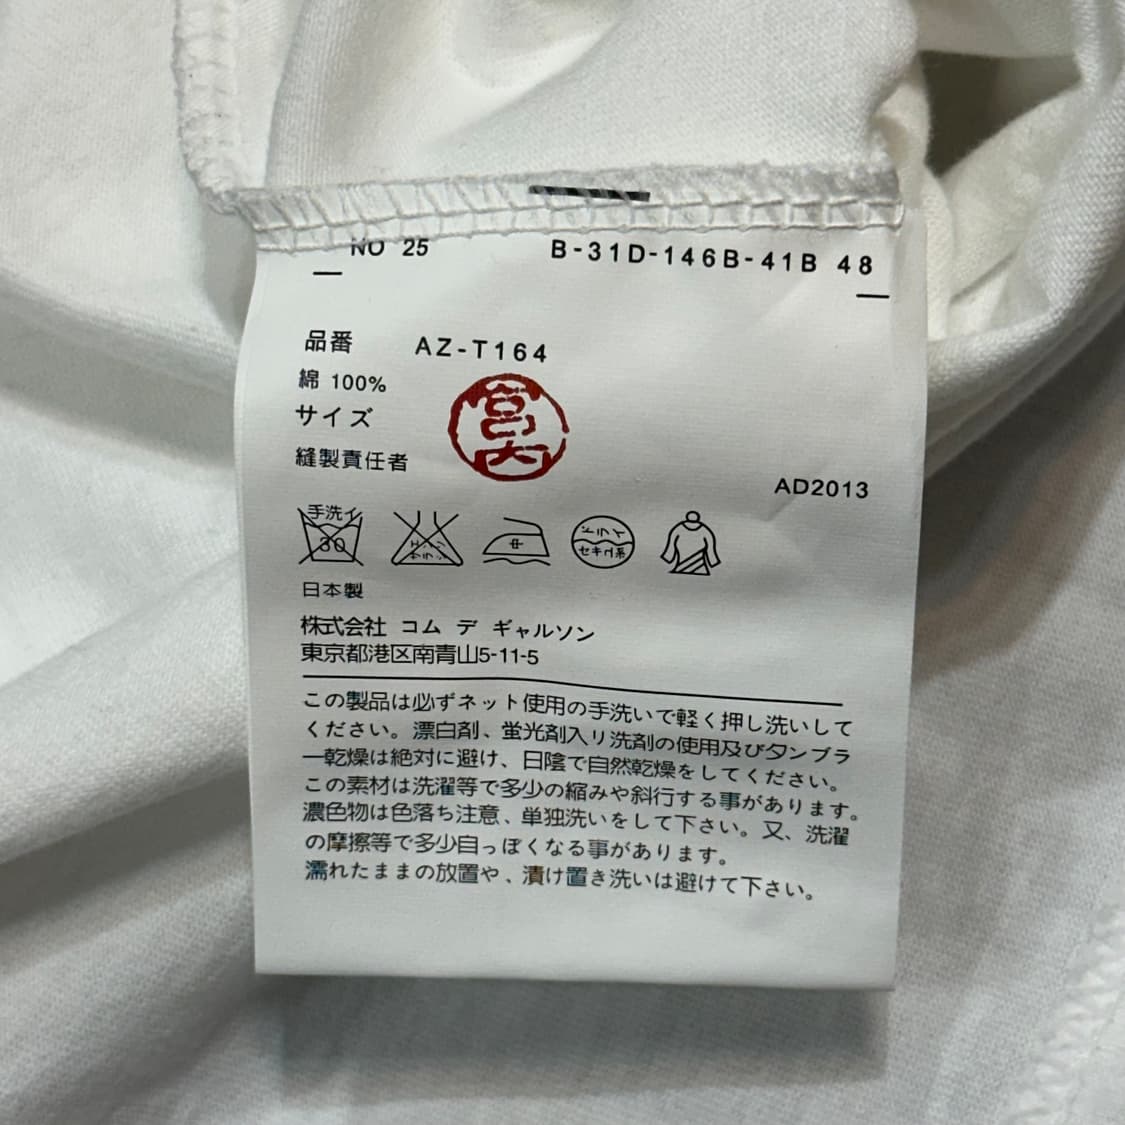 NO 25 B-31D-146B-41B 48
品番 AZ-T164
綿 100%
サイズ
宮内
縫製責任者
AD2013
手洗イ
30
中
セキユ系
日本製
株式会社 コム デ ギャルソン
東京都港区南青山5-11-5
この製品は必ずネット使用の手洗いで軽く押し洗いして
ください。漂白剤、蛍光剤入リ洗剤の使用及びタンブラ
ー乾燥は絶対に避け、日陰で自然乾燥をしてください。
この素材は洗濯等で多少の縮みや斜行する事があります。
濃色物は色落ち注意、単独洗いをして下さい。又、洗濯
の摩擦等で多少白っぽくなる事があります。
濡れたままの放置や、漬け置き洗いは避けて下さい。